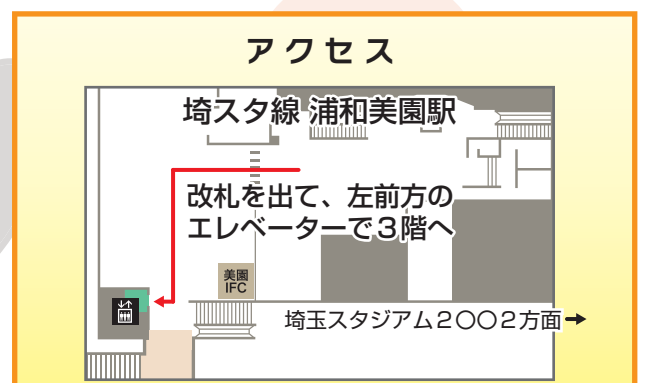 アクセス
埼スタ線 浦和美園駅
改札を出て、左前方の
エレベーターで３階へ
美園
IFC
埼玉スタジアム２〇〇２方面➞